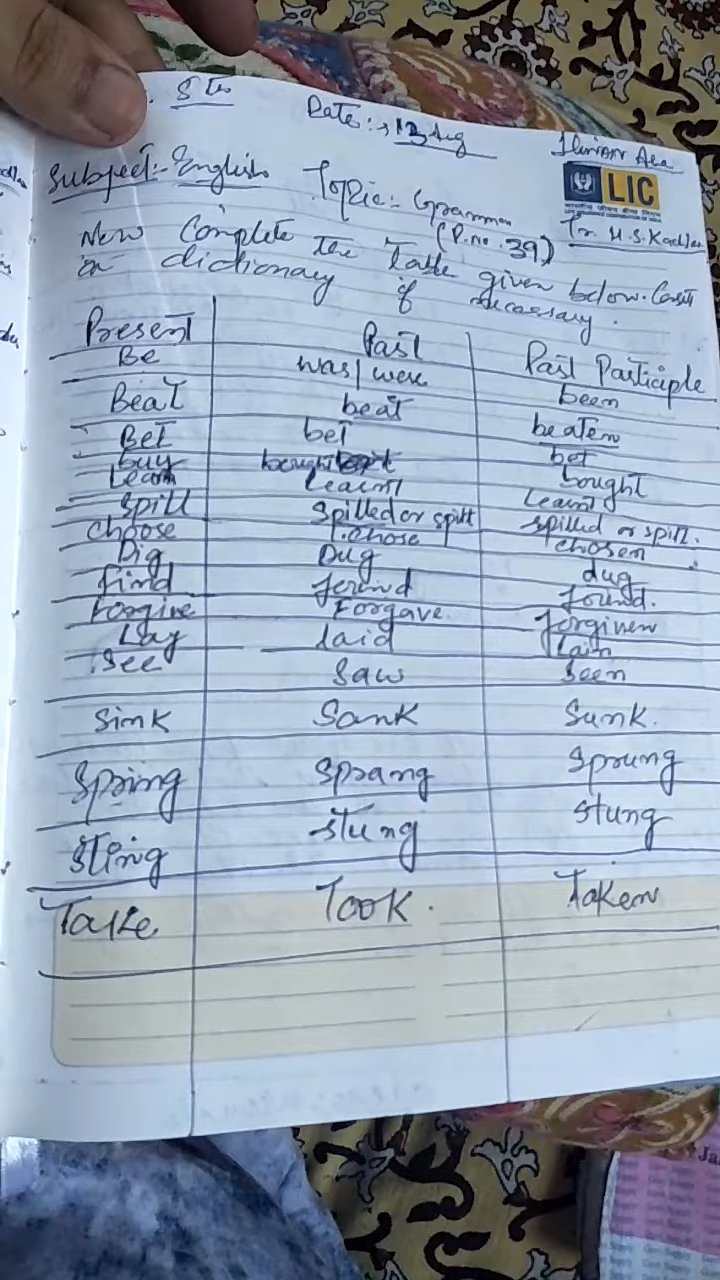 8th
Date:→ 13 Aug
Subject:- English
Topic:- Grammar
(P.no. 39)
LIC
Tr. M.S.
Now Complete the Table given below.
dictionary if necessary.
Present Past Past Participle
Be was/were been
Beat beat beaten
Bet bet bet
buy bought bought
Learn learnt learnt
Spill Spilled or spilt spilled or spilt.
choose chose chosen
Dig Dug dug
find found found.
Forgive Forgave. forgiven
Lay laid lain
See Saw Seen
Sink Sank Sunk.
Spring Sprang Sprung
Sting stung stung
Take Took. Taken